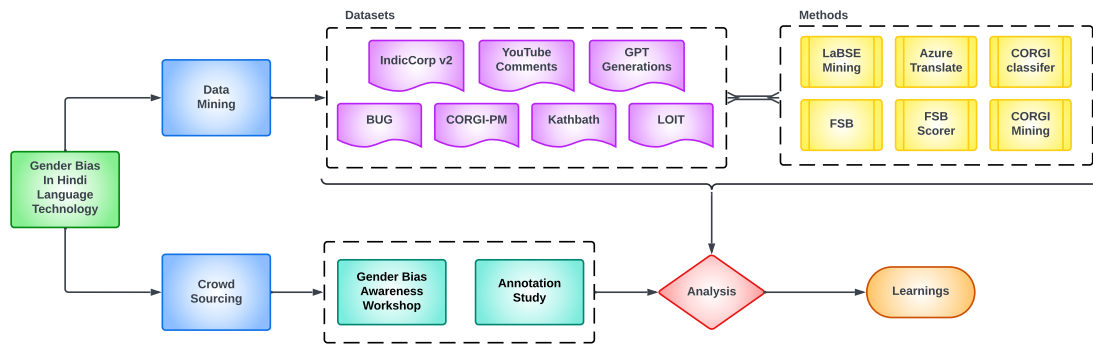 Datasets
Methods
IndicCorp v2
YouTube
Comments
GPT
Generations
LaBSE
Mining
Azure
Translate
CORGI
classifer
Data
Mining
BUG
CORGI-PM
Kathbath
LOIT
FSB
FSB
Scorer
CORGI
Mining
Gender Bias
In Hindi
Language
Technology
Crowd
Sourcing
Gender Bias
Awareness
Workshop
Annotation
Study
Analysis
Learnings